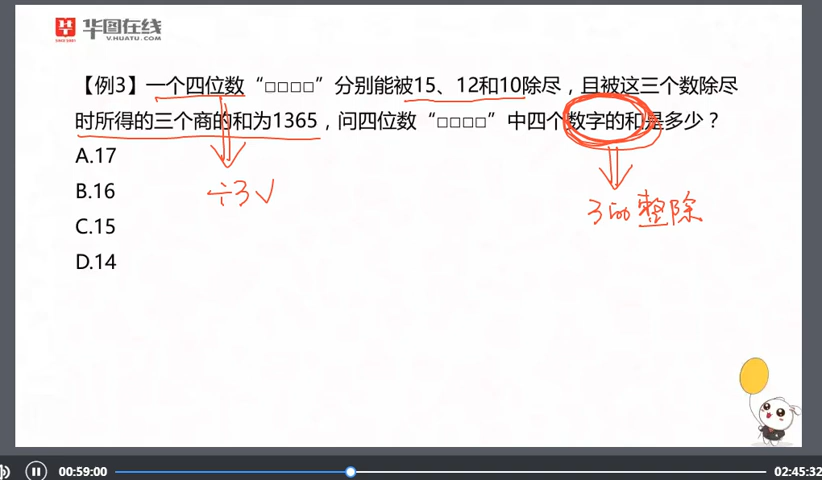 华图在线
V.HUATU.COM
【例3】一个四位数“□□□□”分别能被15、12和10除尽，且被这三个数除尽
时所得的三个商的和为1365，问四位数“□□□□”中四个数字的和是多少？
A.17
÷3√
B.16
3的整除
C.15
D.14
00:59:00
02:45:32